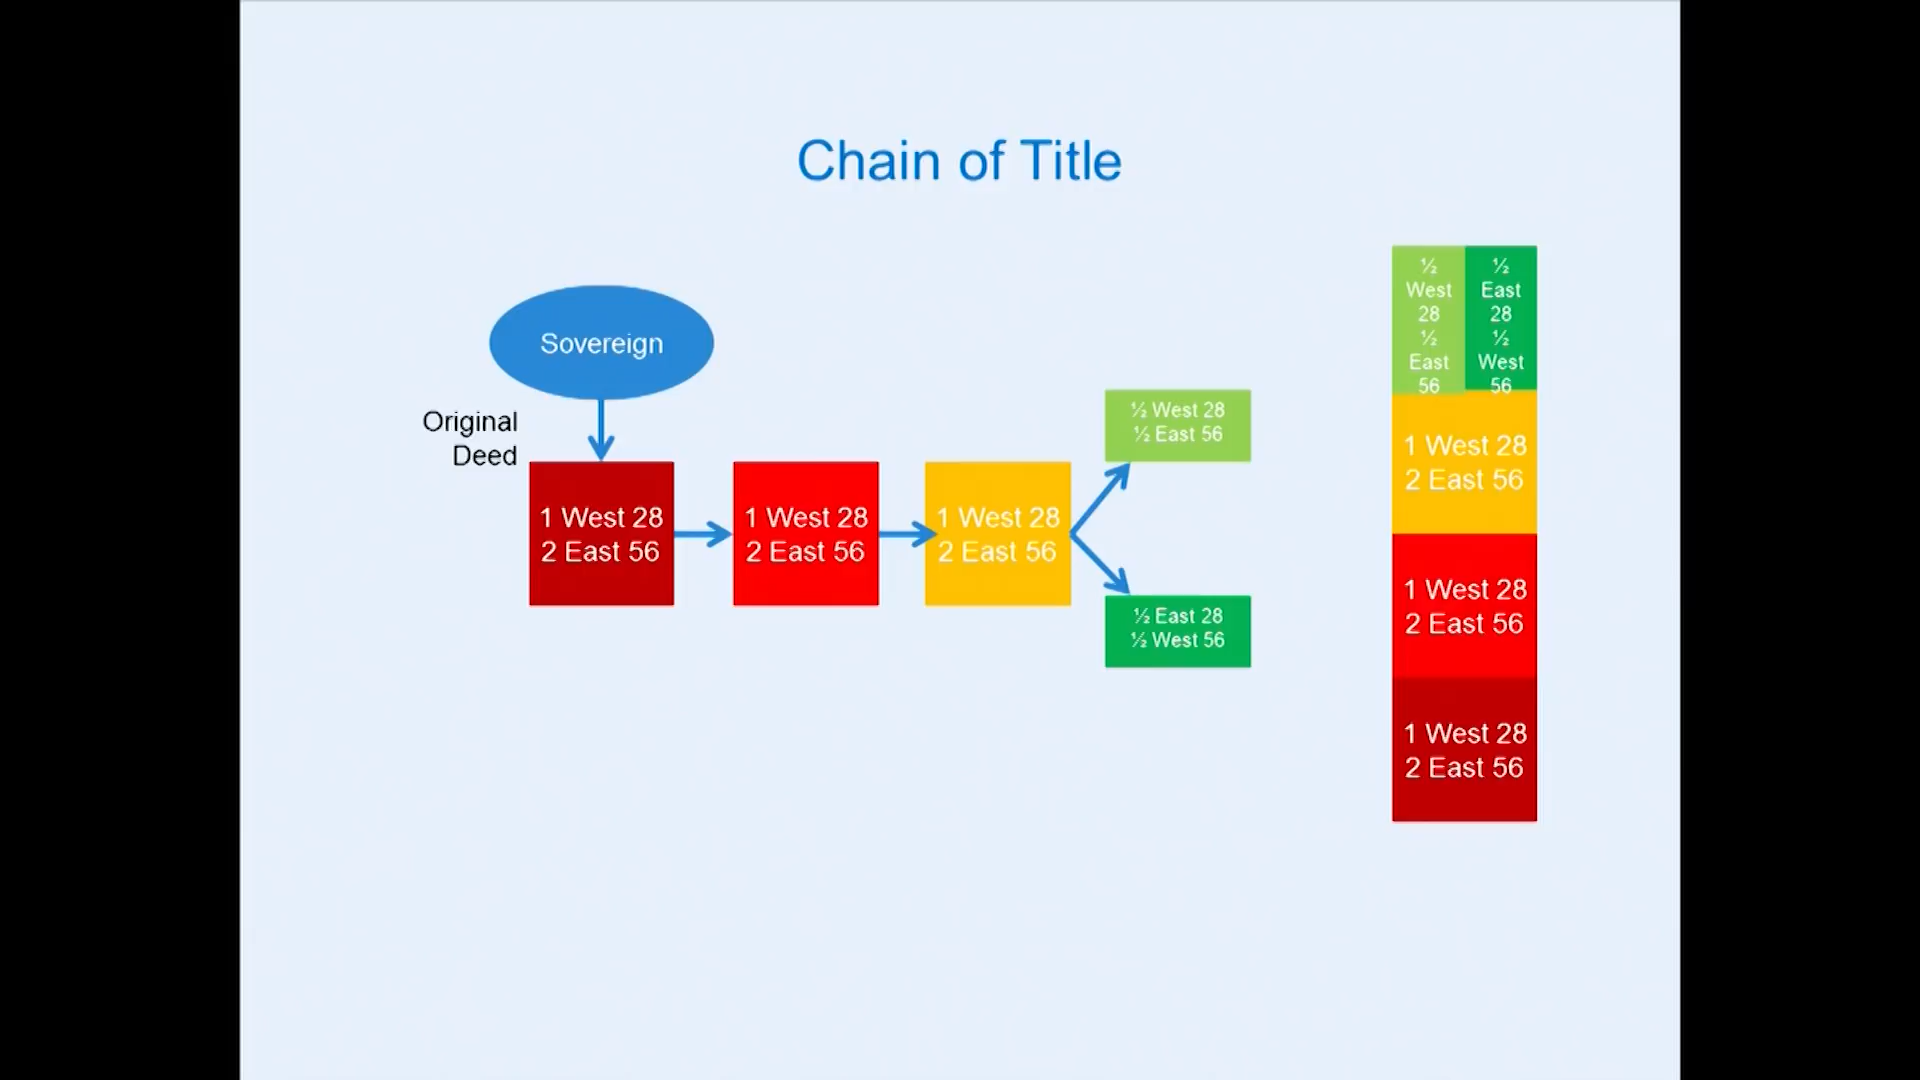 Chain of Title
Sovereign
Original
Deed
1 West 28
2 East 56
1 West 28
2 East 56
1 West 28
2 East 56
½ West 28
½ East 56
½ East 28
½ West 56
½
West
28
½
East
56
½
East
28
½
West
56
1 West 28
2 East 56
1 West 28
2 East 56
1 West 28
2 East 56